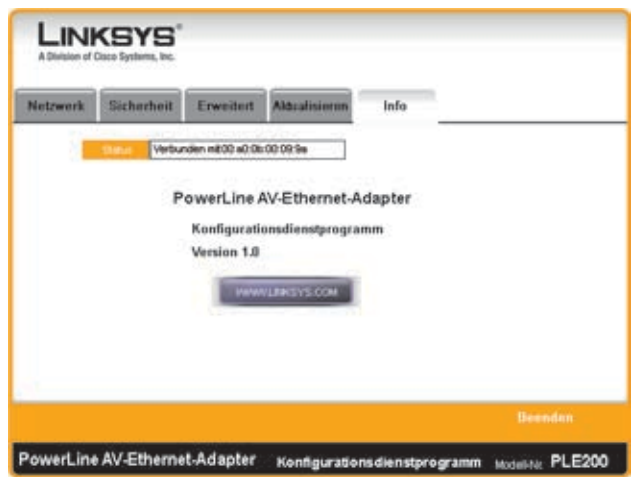 LINKSYS®
A Division of Cisco Systems, Inc.
Netzwerk Sicherheit Erweitert Aktualisieren Info
Status Verbunden mit:00:a0:0b:00:09:9a
PowerLine AV-Ethernet-Adapter
Konfigurationsdienstprogramm
Version 1.0
WWW.LINKSYS.COM
Beenden
PowerLine AV-Ethernet-Adapter Konfigurationsdienstprogramm Modell-Nr. PLE200